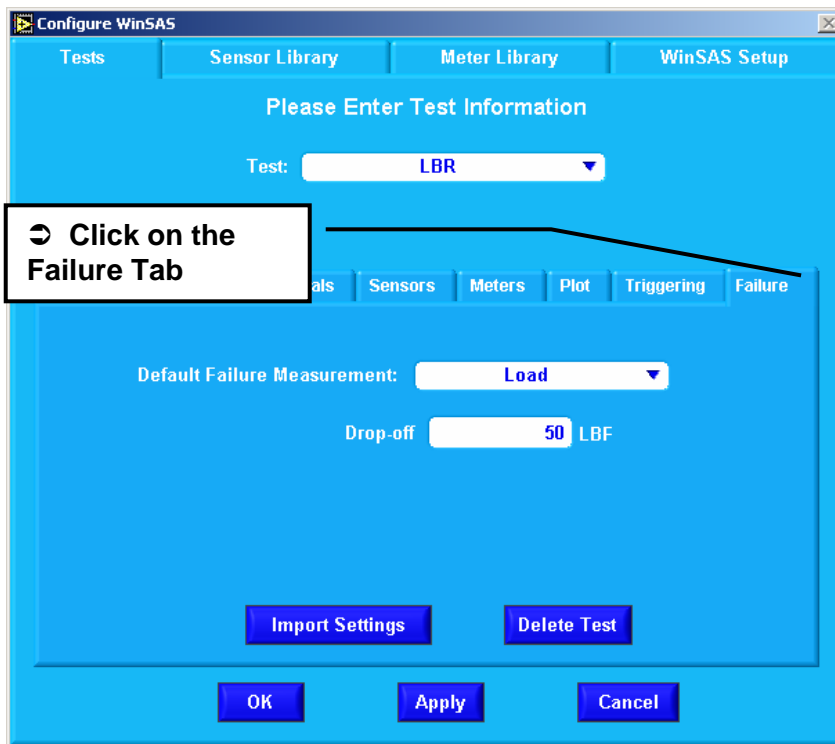 Configure WinSAS
Tests Sensor Library Meter Library WinSAS Setup
Please Enter Test Information
Test: LBR
➲ Click on the
Failure Tab
Sensors Meters Plot Triggering Failure
Default Failure Measurement: Load
Drop-off 50 LBF
Import Settings Delete Test
OK Apply Cancel